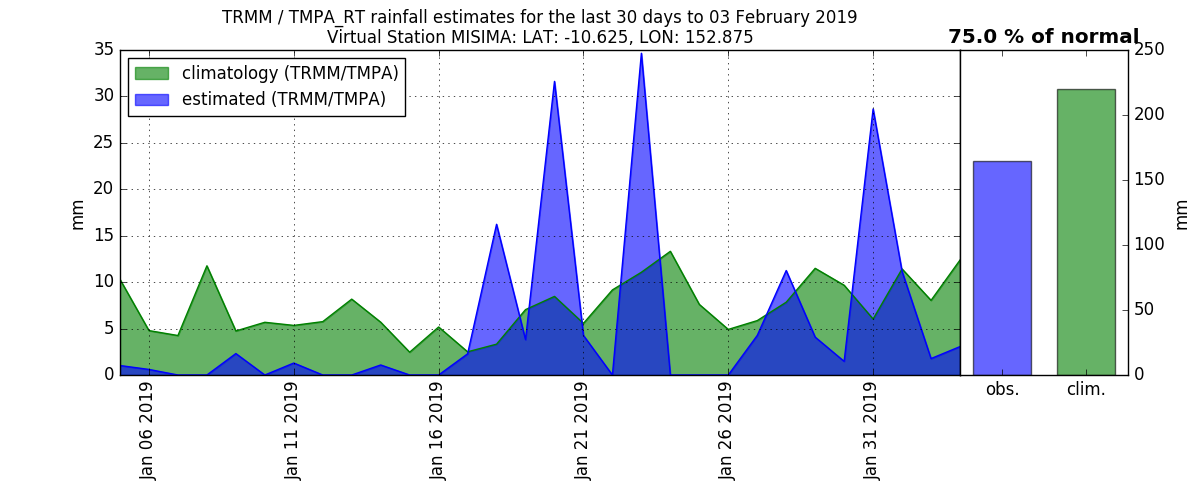 TRMM / TMPA_RT rainfall estimates for the last 30 days to 03 February 2019
Virtual Station MISIMA: LAT: -10.625, LON: 152.875
75.0 % of normal
climatology (TRMM/TMPA)
estimated (TRMM/TMPA)
35
30
25
20
15
10
5
0
mm
Jan 06 2019
Jan 11 2019
Jan 16 2019
Jan 21 2019
Jan 26 2019
Jan 31 2019
obs.
clim.
250
200
150
100
50
0
mm